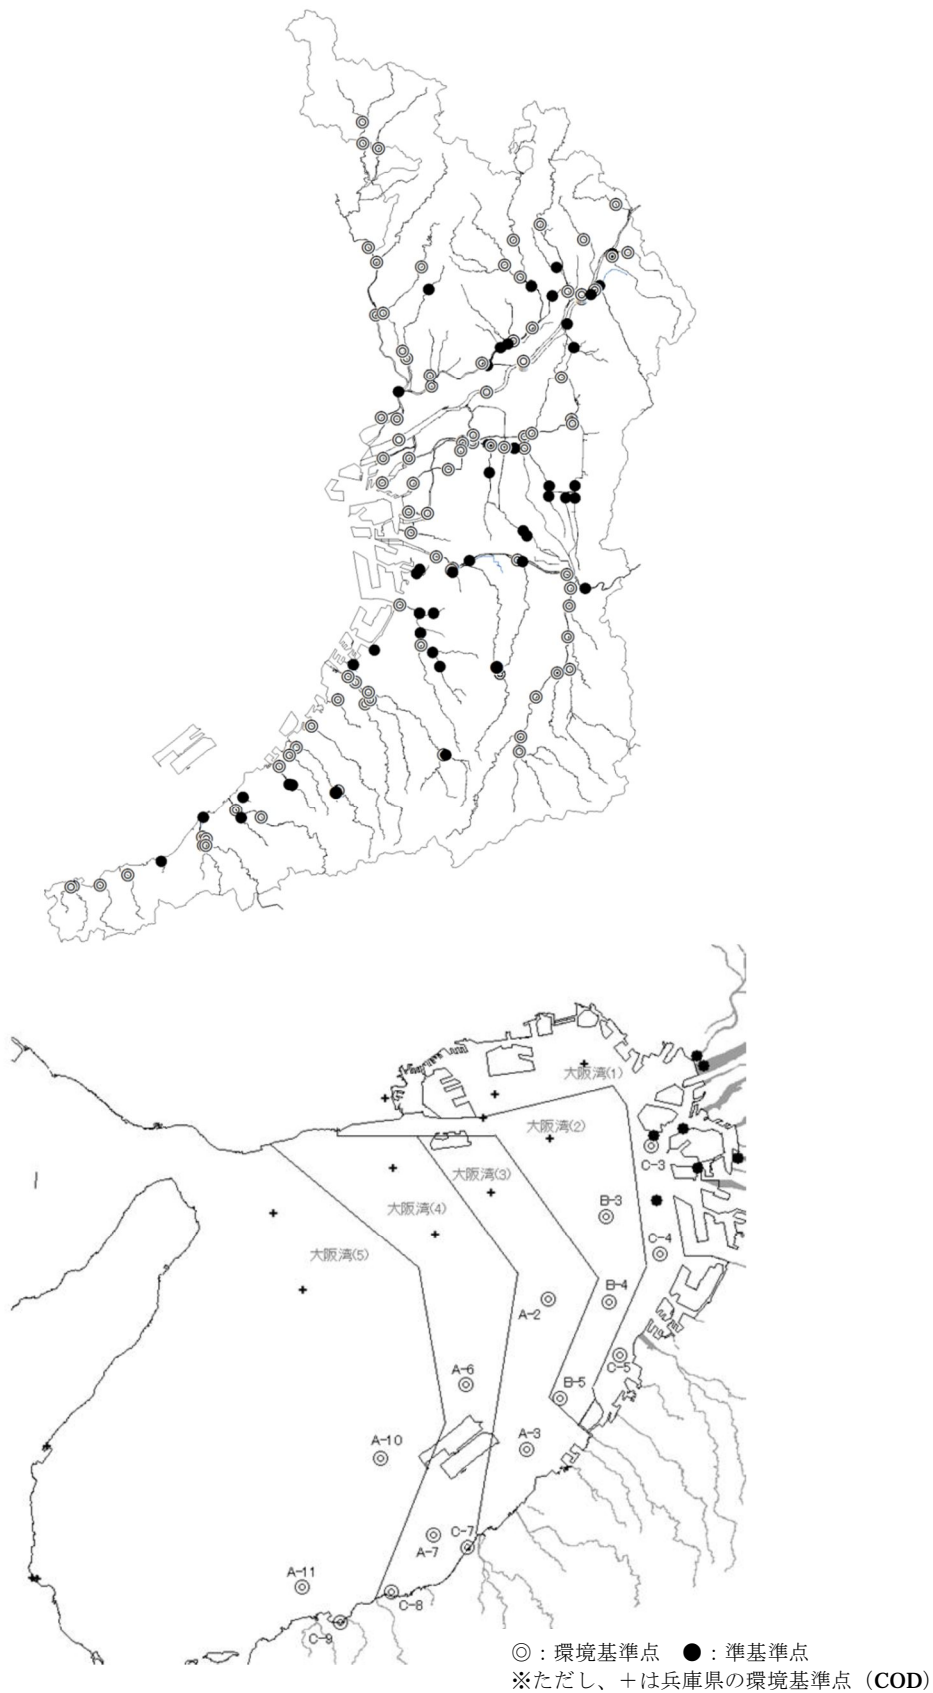 大阪湾(1)
大阪湾(2)
C-3
大阪湾(3)
大阪湾(4)
B-3
C-4
大阪湾(5)
B-4
A-2
C-5
A-6
B-5
A-10
A-3
C-7
A-7
A-11
C-8
C-9
◎：環境基準点　●：準基準点
※ただし、＋は兵庫県の環境基準点（COD）